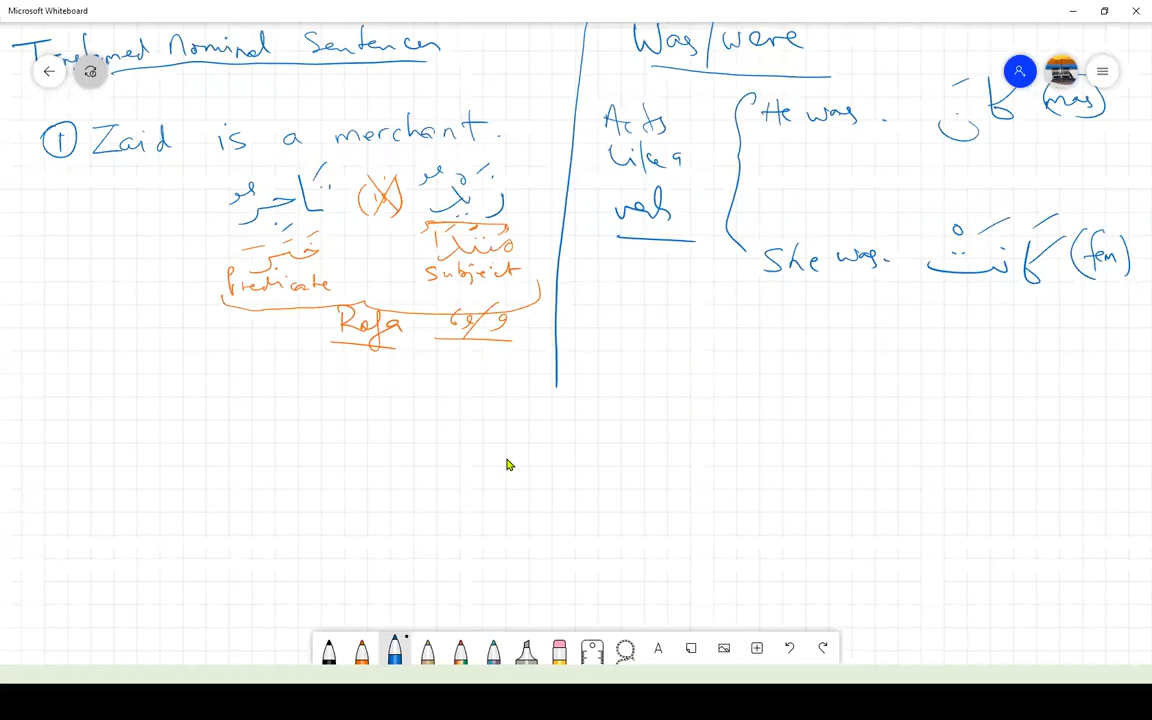 Microsoft Whiteboard
Nominal Sentences
① Zaid is a merchant.
زَيْدٌ (is) تَاجِرٌ
مُبْتَدَأ خَبَر
Subject Predicate
Rafa
Was/were
Acts
like a
verb
He was. كَانَ (mas)
She was. كَانَتْ (fem)